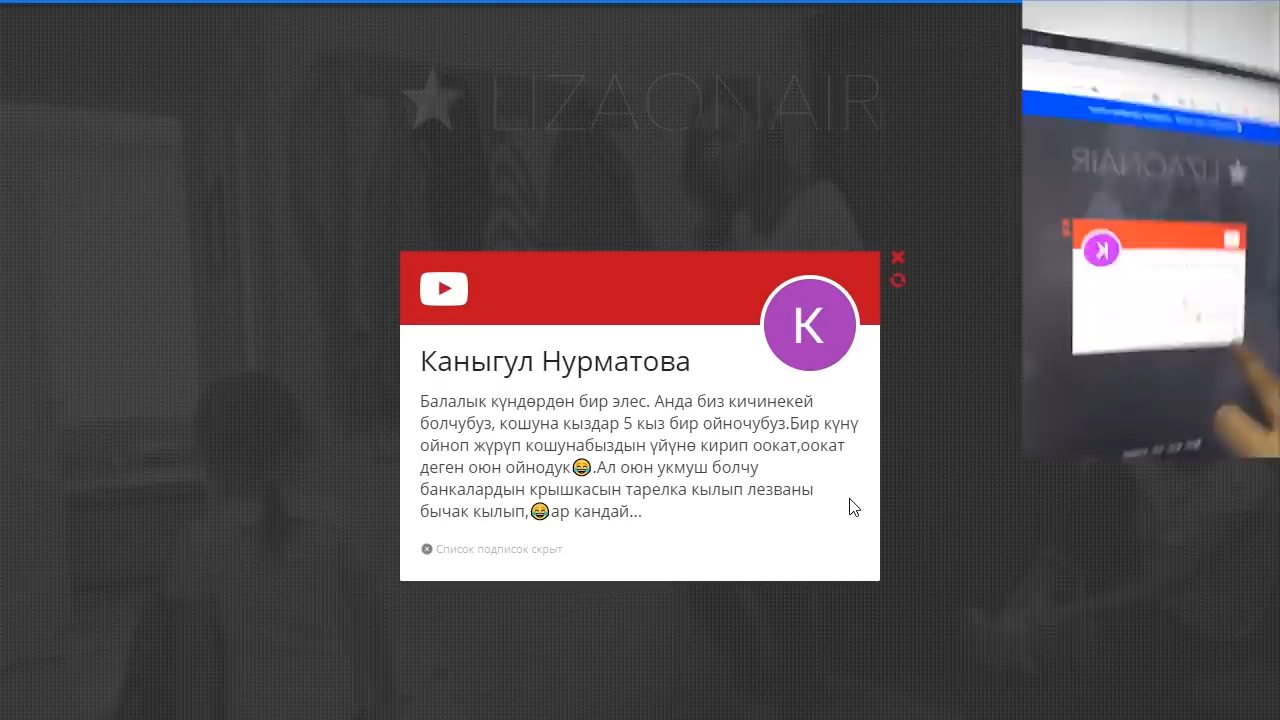 LIZAONAIR
LIZAONAIR
K
K
Каныгул Нурматова
Балалык күндөрдөн бир элес. Анда биз кичинекей
болчубуз, кошуна кыздар 5 кыз бир ойночубуз.Бир күнү
ойноп жүрүп кошунабыздын үйүнө кирип оокат,оокат
деген оюн ойнодук😂.Ал оюн укмуш болчу
банкалардын крышкасын тарелка кылып лезваны
бычак кылып,😂ар кандай...
Список подписок скрыт